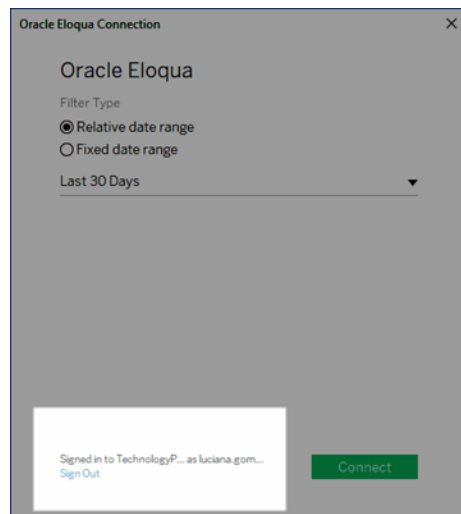 Oracle Eloqua Connection
Oracle Eloqua
Filter Type
Relative date range
Fixed date range
Last 30 Days
Signed in to TechnologyP... as luciana.gom...
Sign Out
Connect